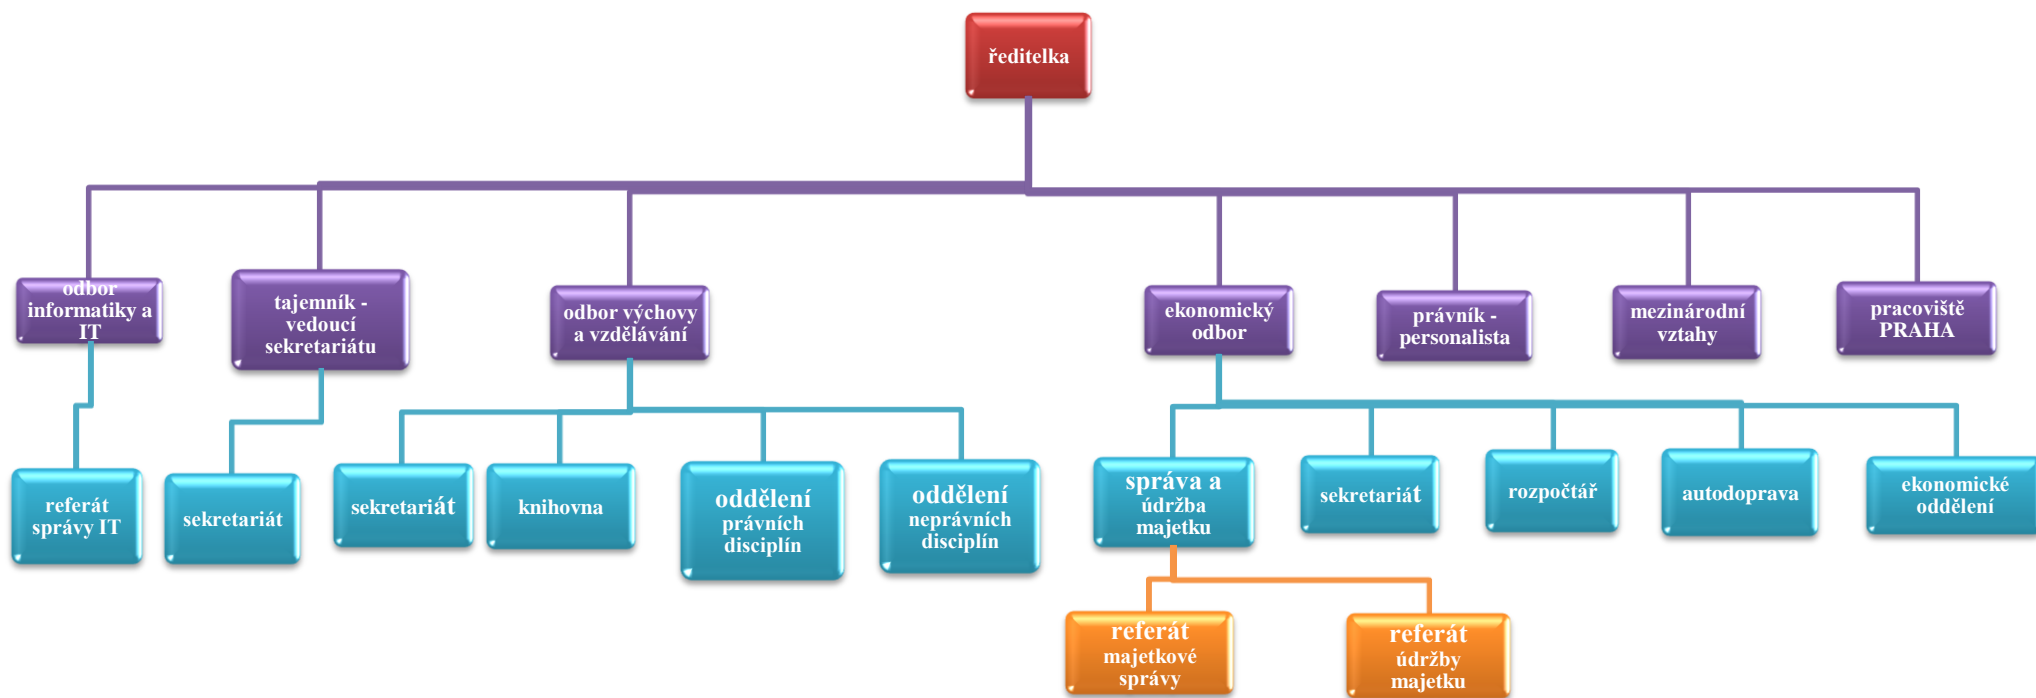 ředitelka
odbor
informatiky a
IT
tajemník -
vedoucí
sekretariátu
odbor výchovy
a vzdělávání
ekonomický
odbor
právník -
personalista
mezinárodní
vztahy
pracoviště
PRAHA
referát
správy IT
sekretariát
sekretariát
knihovna
oddělení
právních
disciplín
oddělení
neprávních
disciplín
správa a
údržba
majetku
sekretariát
rozpočtář
autodoprava
ekonomické
oddělení
referát
majetkové
správy
referát
údržby
majetku